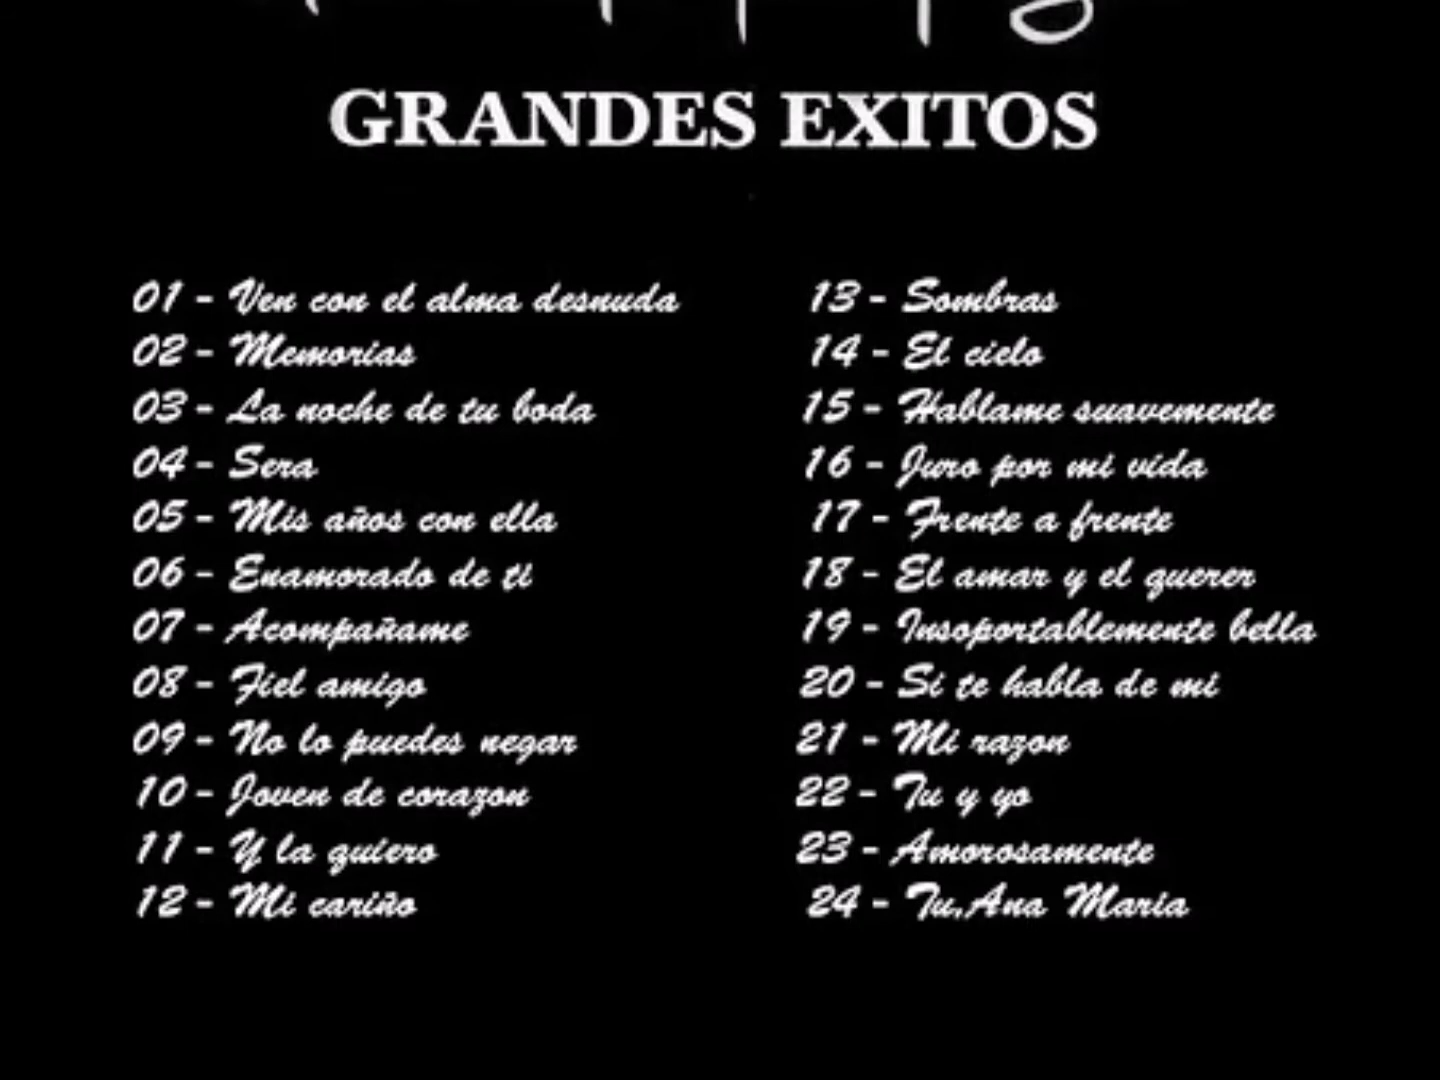 GRANDES EXITOS
01 - Ven con el alma desnuda
02 - Memorias
03 - La noche de tu boda
04 - Sera
05 - Mis años con ella
06 - Enamorado de ti
07 - Acompañame
08 - Fiel amigo
09 - No lo puedes negar
10 - Joven de corazon
11 - Y la quiero
12 - Mi cariño
13 - Sombras
14 - El cielo
15 - Hablame suavemente
16 - Juro por mi vida
17 - Frente a frente
18 - El amar y el querer
19 - Insoportablemente bella
20 - Si te habla de mi
21 - Mi razon
22 - Tu y yo
23 - Amorosamente
24 - Tu,Ana Maria